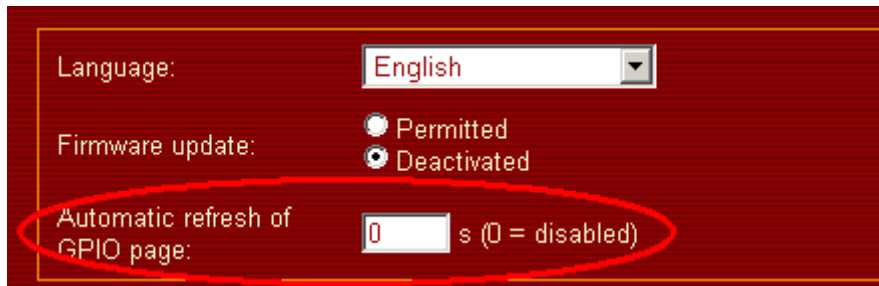 Language: English
Firmware update: Permitted
Deactivated
Automatic refresh of
GPIO page: 0 s (0 = disabled)